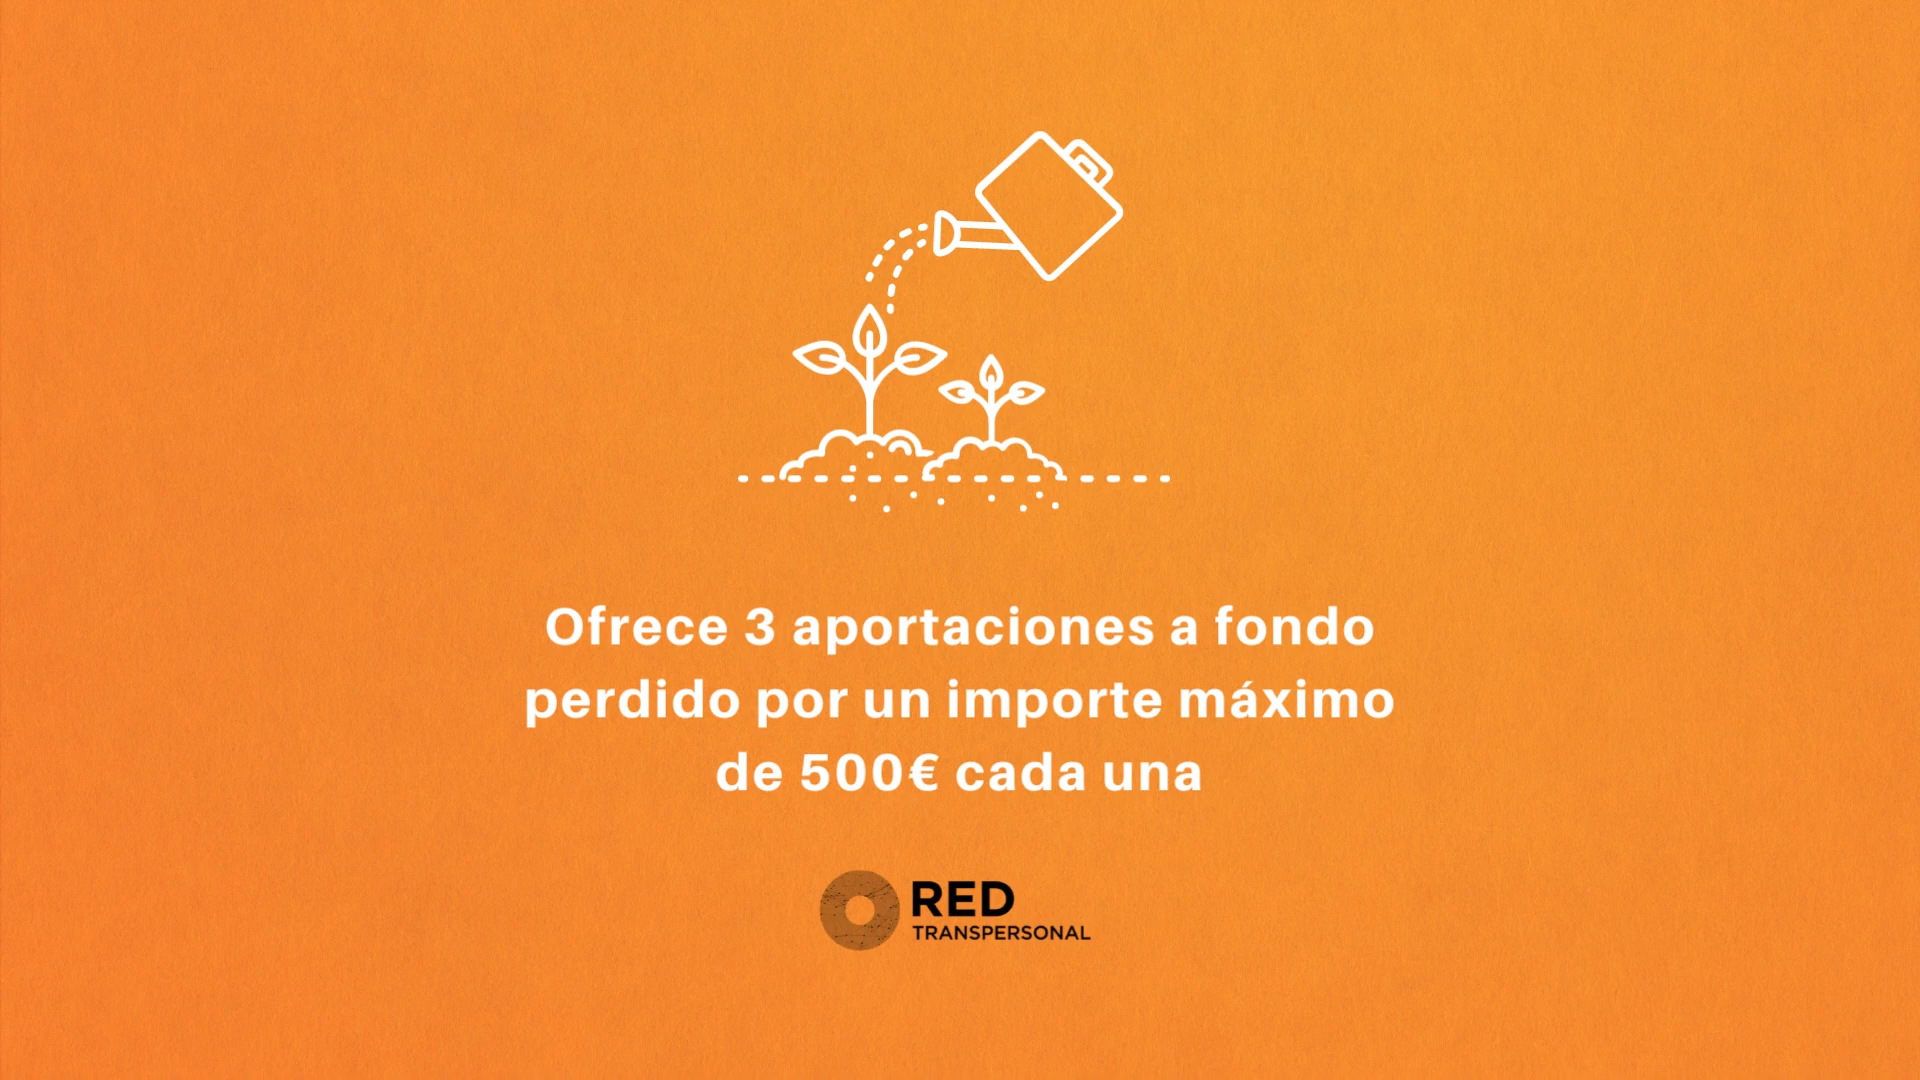 Ofrece 3 aportaciones a fondo
perdido por un importe máximo
de 500€ cada una
RED
TRANSPERSONAL